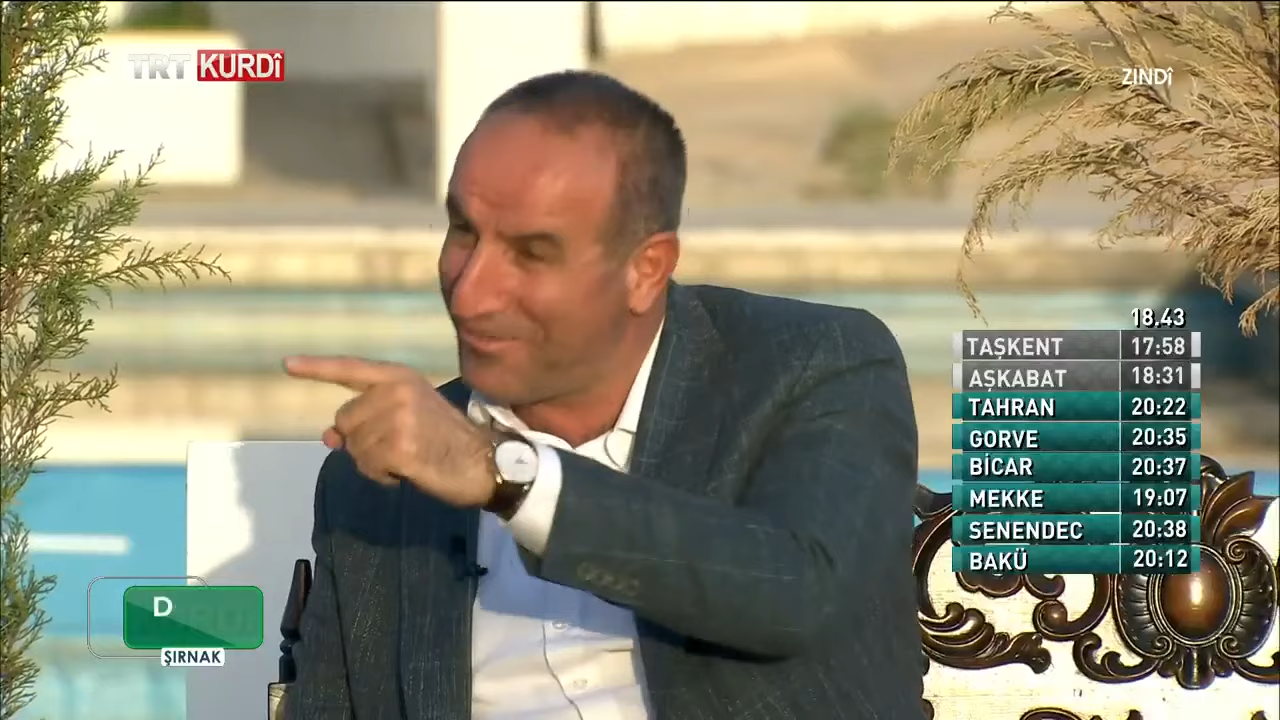 TRT KURDÎ
ZINDÎ
18.43
TAŞKENT 17:58
AŞKABAT 18:31
TAHRAN 20:22
GORVE 20:35
BİCAR 20:37
MEKKE 19:07
SENENDEC 20:38
BAKÜ 20:12
D
ŞIRNAK